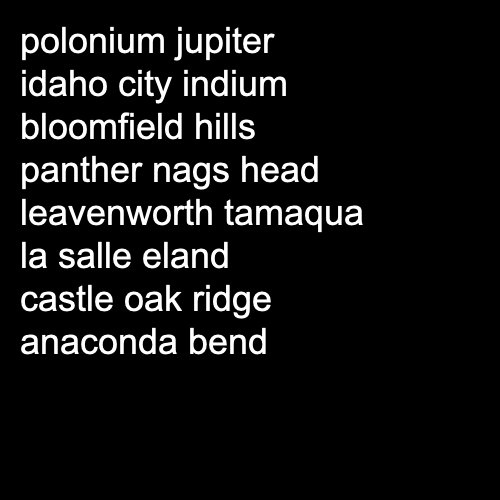 polonium jupiter
idaho city indium
bloomfield hills
panther nags head
leavenworth tamaqua
la salle eland
castle oak ridge
anaconda bend